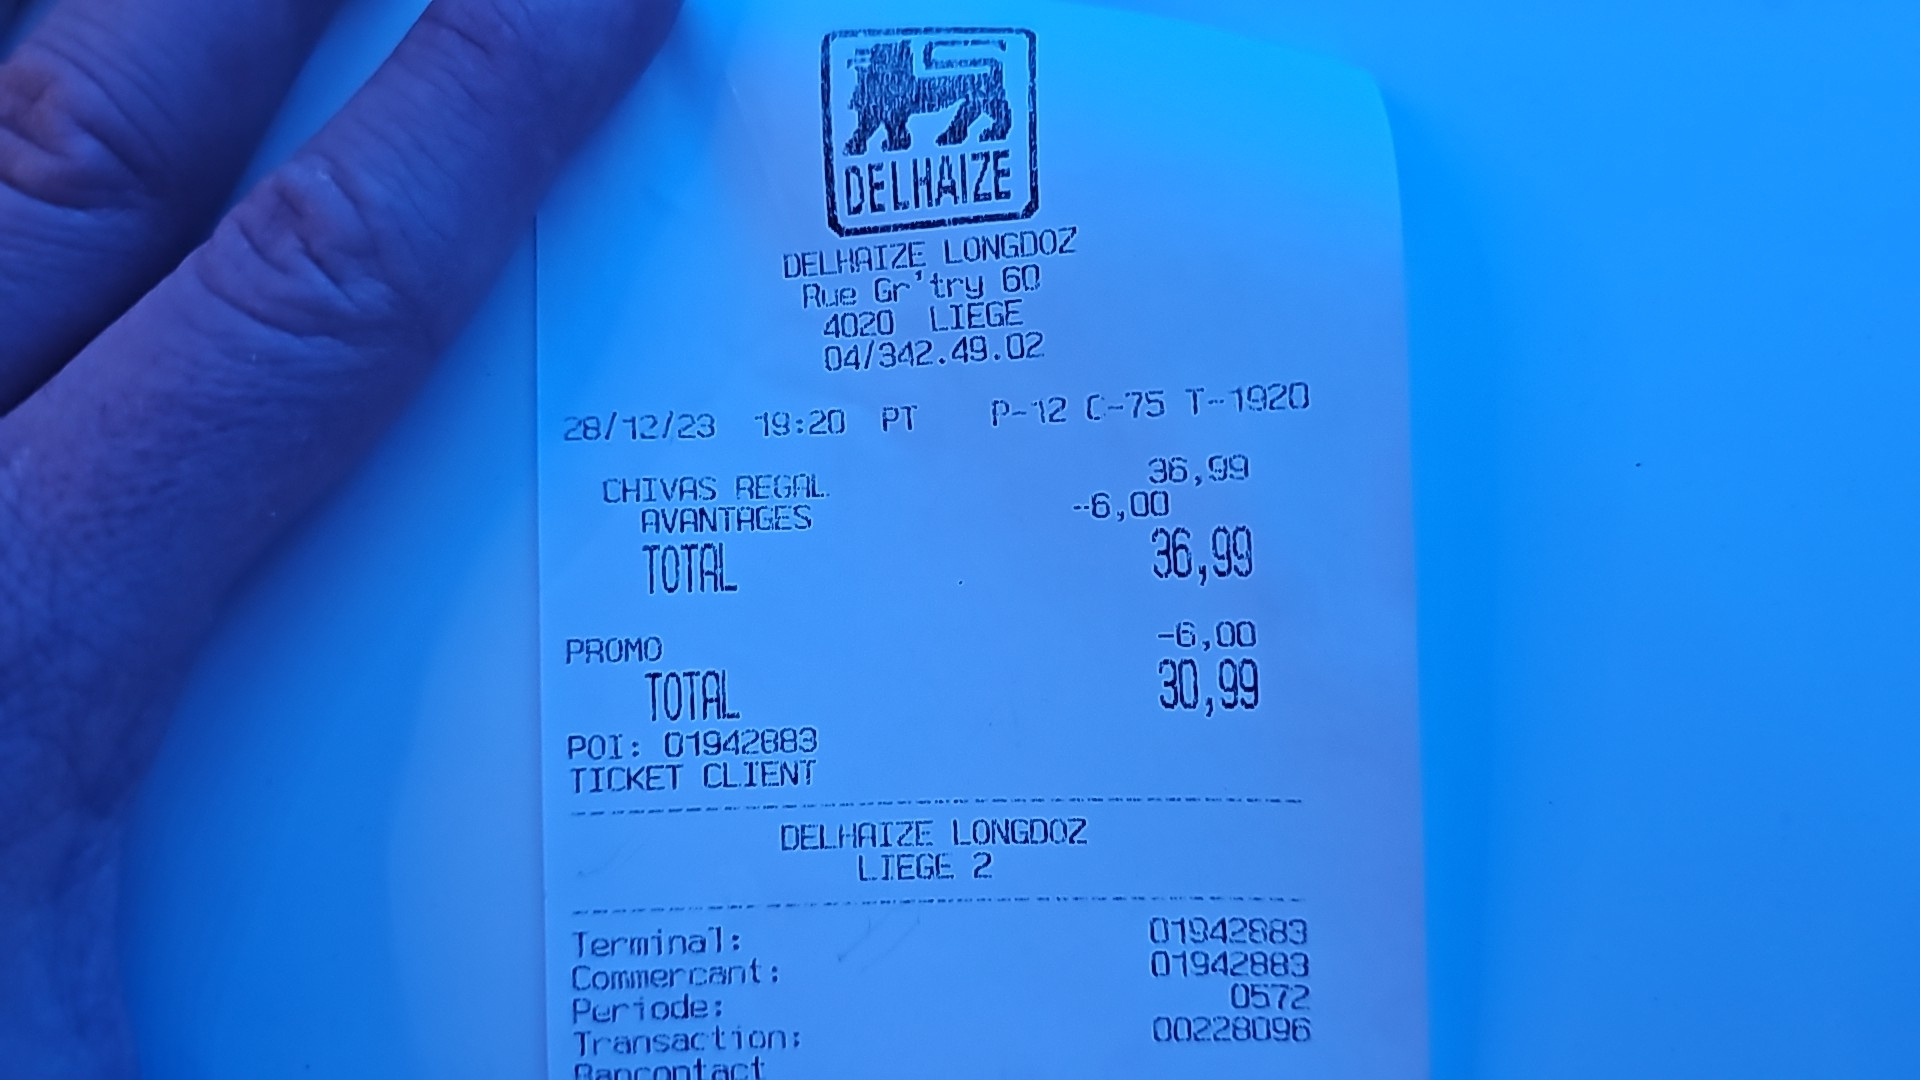 DELHAIZE
DELHAIZE LONGDOZ
Rue Gr'try 60
4020 LIEGE
04/342.49.02
28/12/23 19:20 PT P-12 C-75 T-1920
CHIVAS REGAL 36,99
AVANTAGES -6,00
TOTAL 36,99
PROMO -6,00
TOTAL 30,99
POI: 01942883
TICKET CLIENT
DELHAIZE LONGDOZ
LIEGE 2
Terminal: 01942883
Commercant: 01942883
Periode: 0572
Transaction: 00228096
Bancontact